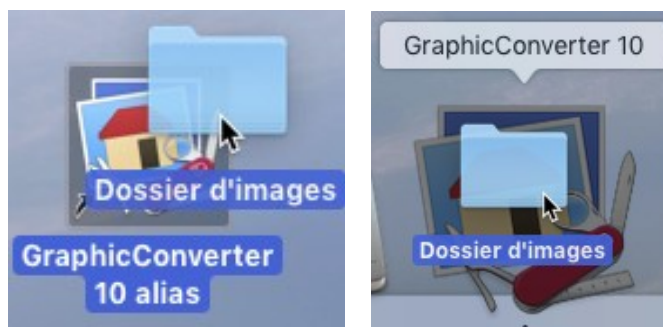 Dossier d'images
GraphicConverter
10 alias
GraphicConverter 10
Dossier d'images